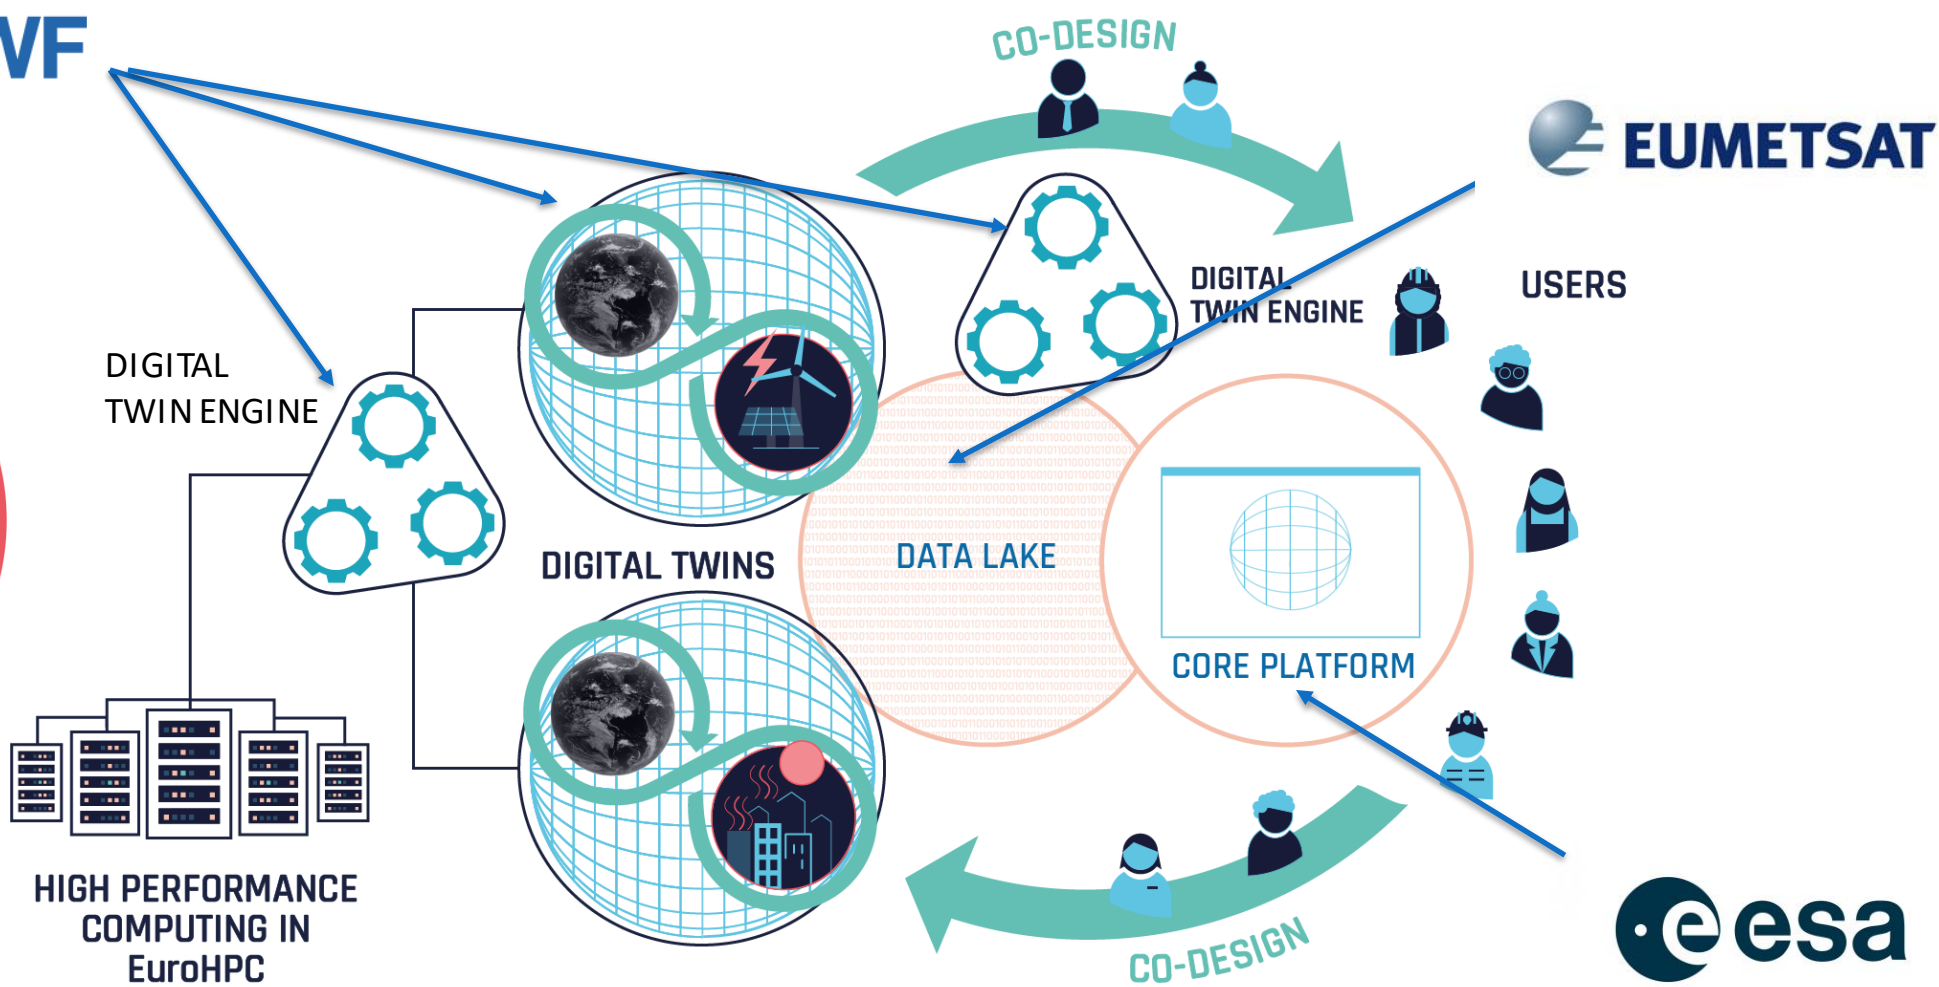 WF
CO-DESIGN
EUMETSAT
DIGITAL
TWIN ENGINE
USERS
DIGITAL
TWIN ENGINE
DIGITAL TWINS
DATA LAKE
CORE PLATFORM
HIGH PERFORMANCE
COMPUTING IN
EuroHPC
CO-DESIGN
esa